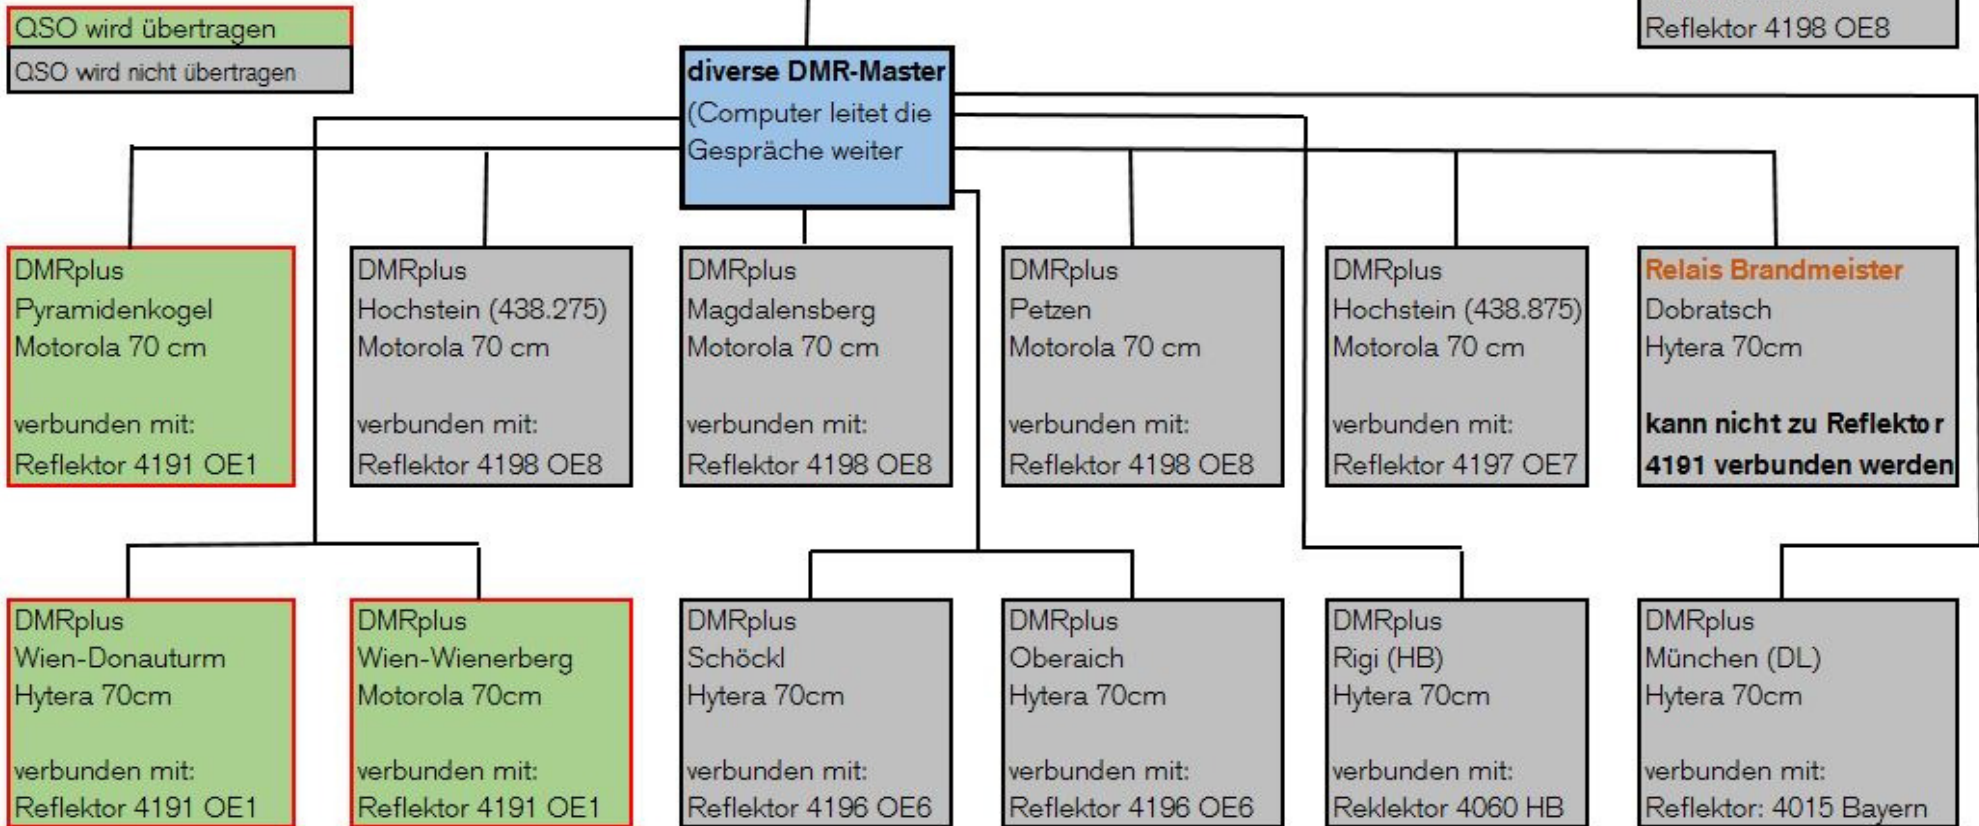 QSO wird übertragen
QSO wird nicht übertragen
Reflektor 4198 OE8
diverse DMR-Master
(Computer leitet die
Gespräche weiter
DMRplus
Pyramidenkogel
Motorola 70 cm
verbunden mit:
Reflektor 4191 OE1
DMRplus
Hochstein (438.275)
Motorola 70 cm
verbunden mit:
Reflektor 4198 OE8
DMRplus
Magdalensberg
Motorola 70 cm
verbunden mit:
Reflektor 4198 OE8
DMRplus
Petzen
Motorola 70 cm
verbunden mit:
Reflektor 4198 OE8
DMRplus
Hochstein (438.875)
Motorola 70 cm
verbunden mit:
Reflektor 4197 OE7
Relais Brandmeister
Dobratsch
Hytera 70cm
kann nicht zu Reflektor
4191 verbunden werden
DMRplus
Wien-Donauturm
Hytera 70cm
verbunden mit:
Reflektor 4191 OE1
DMRplus
Wien-Wienerberg
Motorola 70cm
verbunden mit:
Reflektor 4191 OE1
DMRplus
Schöckl
Hytera 70cm
verbunden mit:
Reflektor 4196 OE6
DMRplus
Oberaich
Hytera 70cm
verbunden mit:
Reflektor 4196 OE6
DMRplus
Rigi (HB)
Hytera 70cm
verbunden mit:
Reklektor 4060 HB
DMRplus
München (DL)
Hytera 70cm
verbunden mit:
Reflektor: 4015 Bayern